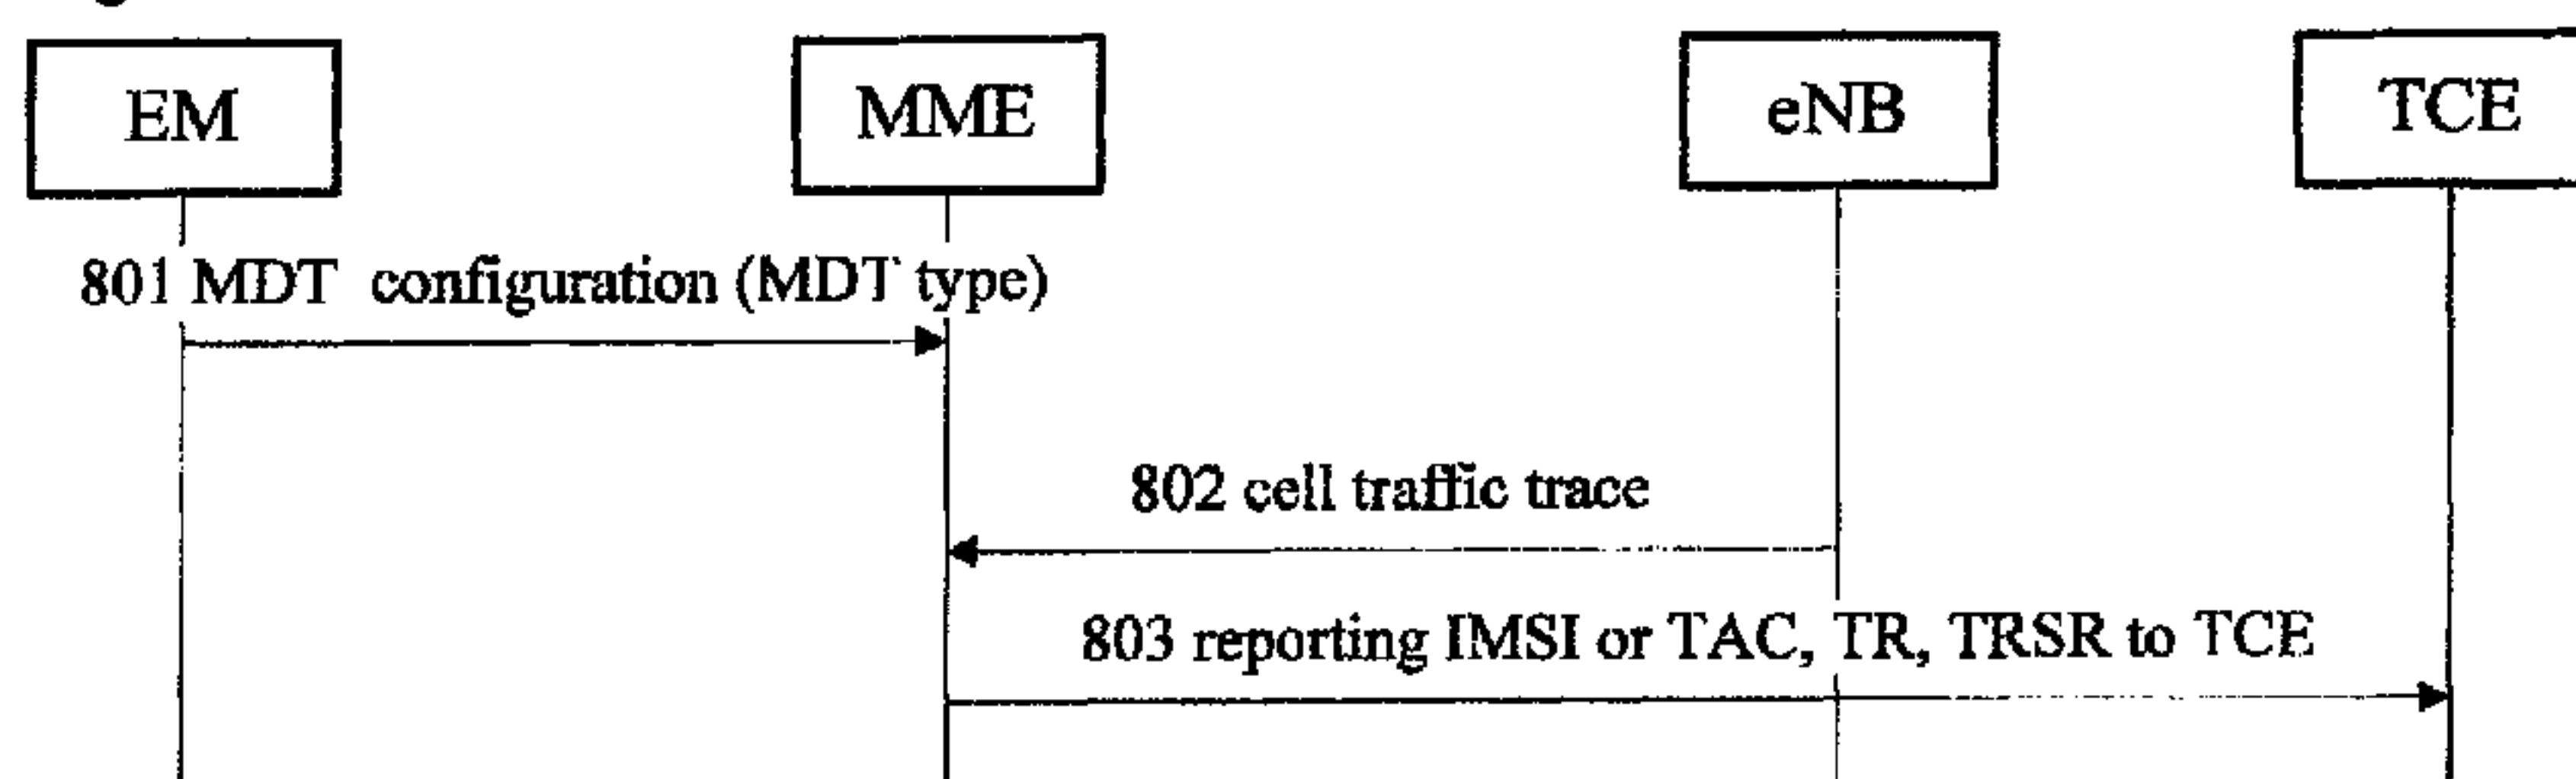 EM
MME
eNB
TCE
801 MDT configuration (MDT type)
802 cell traffic trace
803 reporting IMSI or TAC, TR, TRSR to TCE